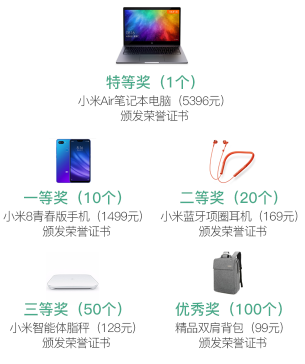 特等奖（1个）
小米Air笔记本电脑（5396元）
颁发荣誉证书
一等奖（10个）
小米8青春版手机（1499元）
颁发荣誉证书
二等奖（20个）
小米蓝牙项圈耳机（169元）
颁发荣誉证书
三等奖（50个）
小米智能体脂秤（128元）
颁发荣誉证书
优秀奖（100个）
精品双肩背包（99元）
颁发荣誉证书